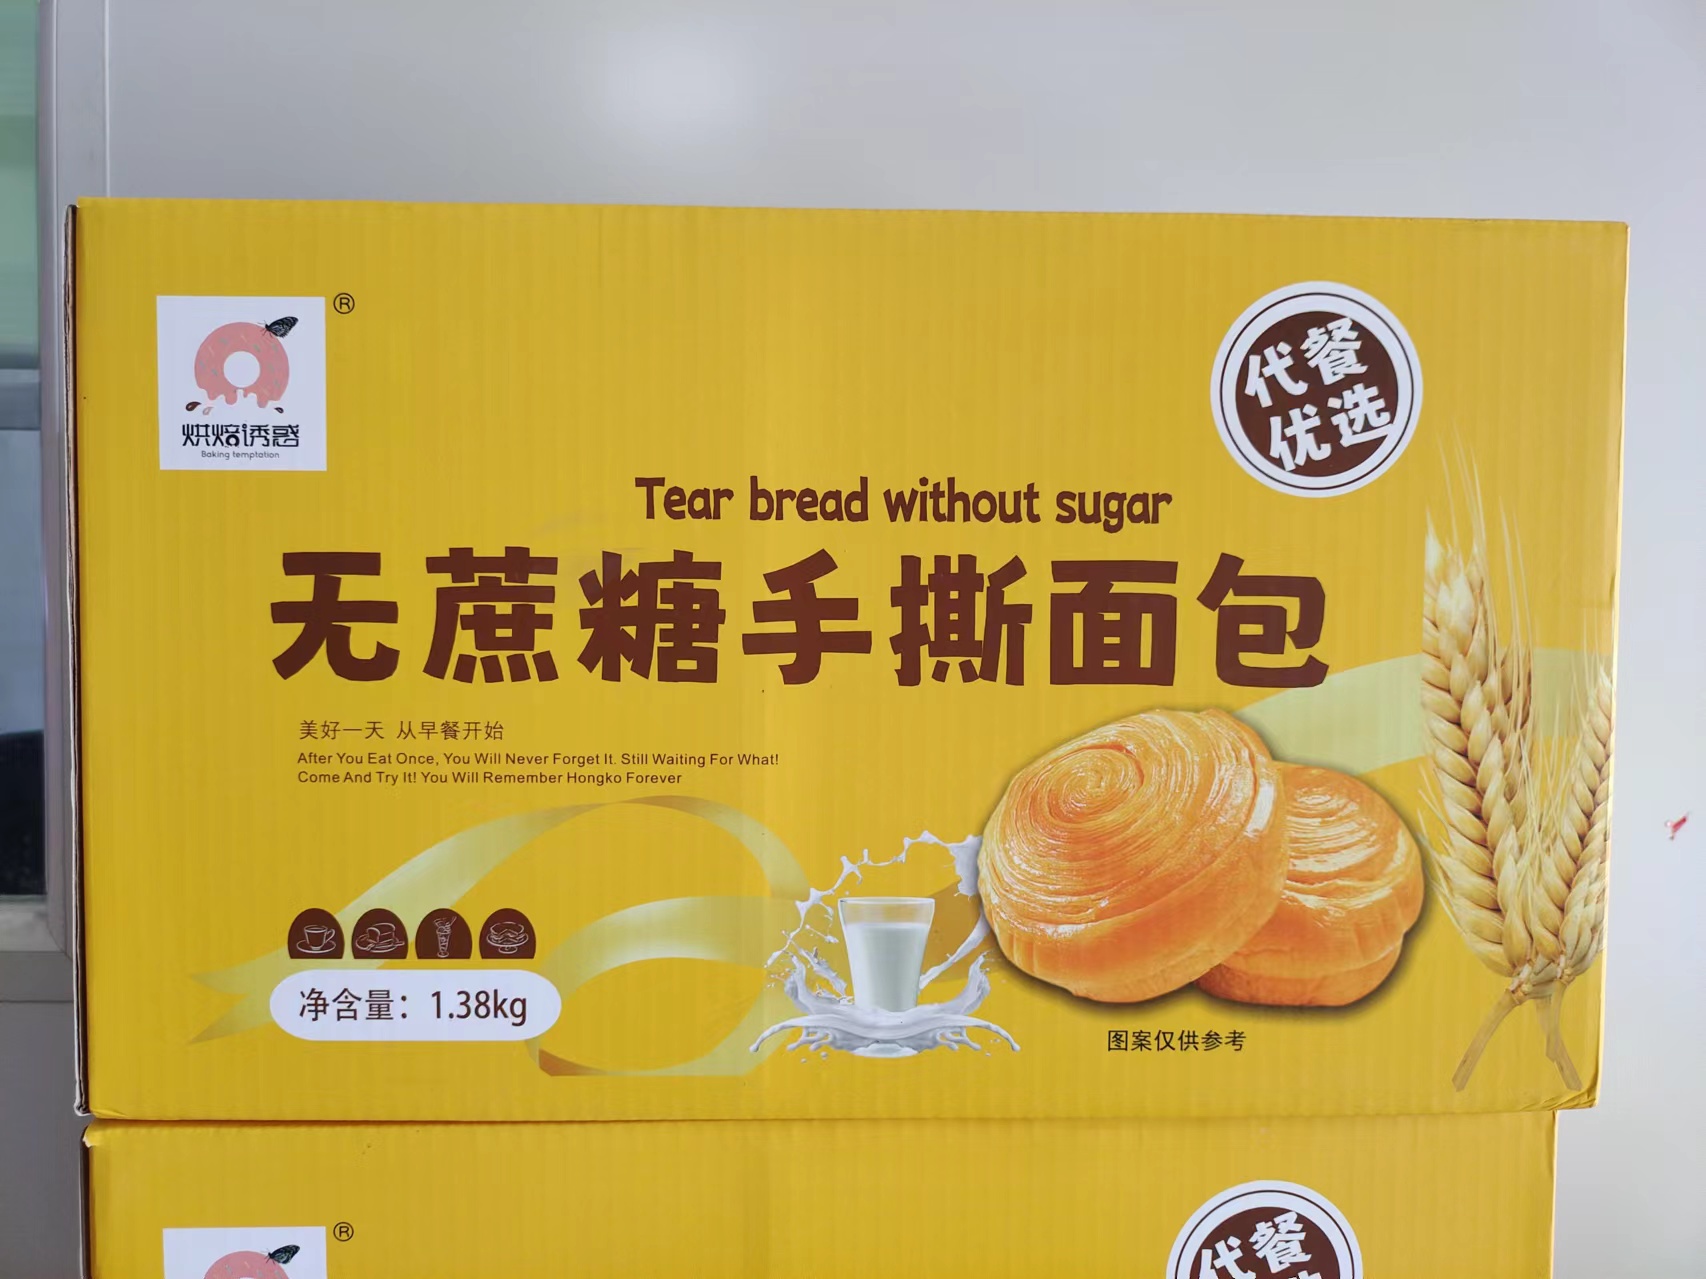 ®
烘焙诱惑
Baking temptation
代餐
优选
Tear bread without sugar
无蔗糖手撕面包
美好一天 从早餐开始
After You Eat Once, You Will Never Forget It. Still Waiting For What!
Come And Try It! You Will Remember Hongko Forever
净含量：1.38kg
图案仅供参考
®
代餐